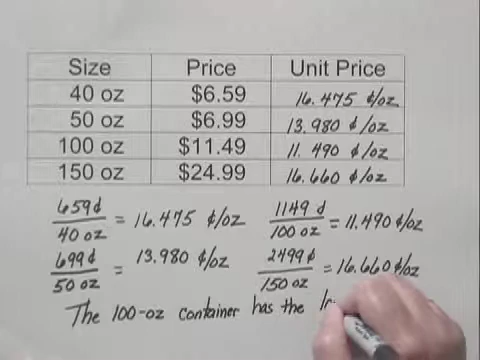 Size Price Unit Price
40 oz $6.59 16.475 ¢/oz
50 oz $6.99 13.980 ¢/oz
100 oz $11.49 11.490 ¢/oz
150 oz $24.99 16.660 ¢/oz
659¢/40 oz = 16.475 ¢/oz 1149 ¢/100 oz = 11.490 ¢/oz
699¢/50 oz = 13.980 ¢/oz 2499¢/150 oz = 16.660 ¢/oz
The 100-oz container has the